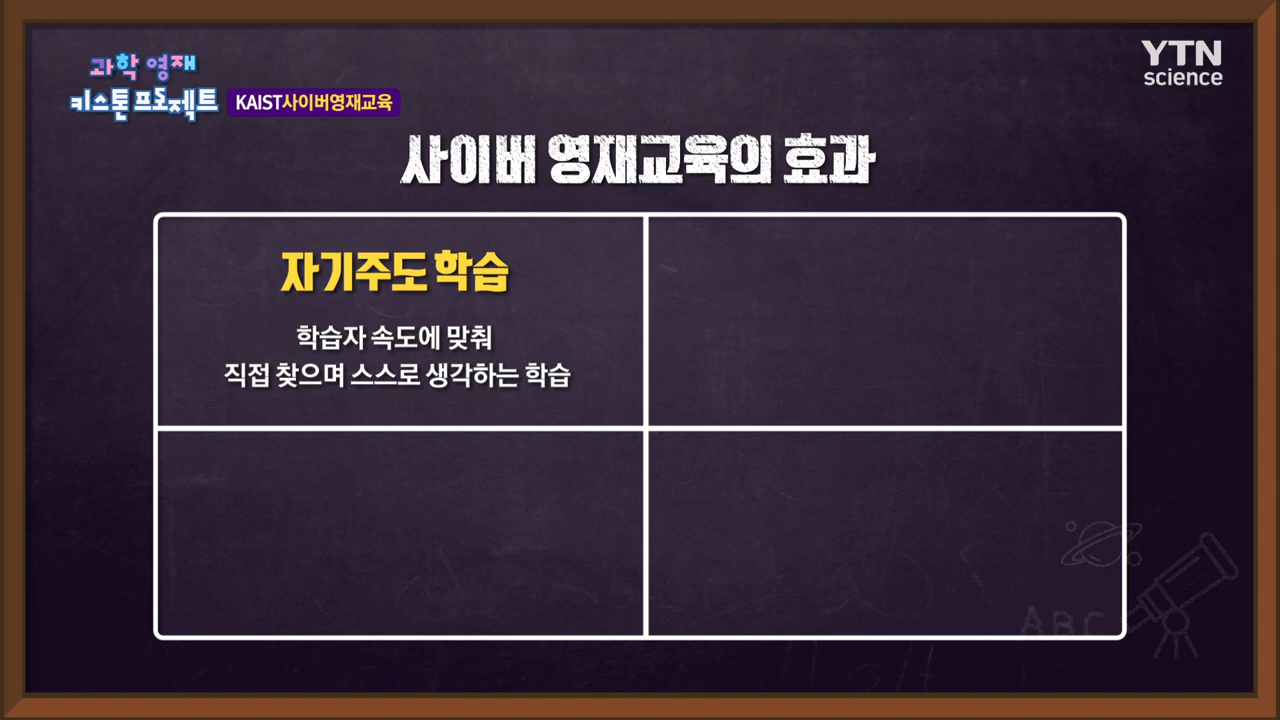 과학 영재
키스톤 프로젝트
KAIST사이버영재교육
YTN
science
사이버 영재교육의 효과
자기주도 학습
학습자 속도에 맞춰
직접 찾으며 스스로 생각하는 학습
ABC